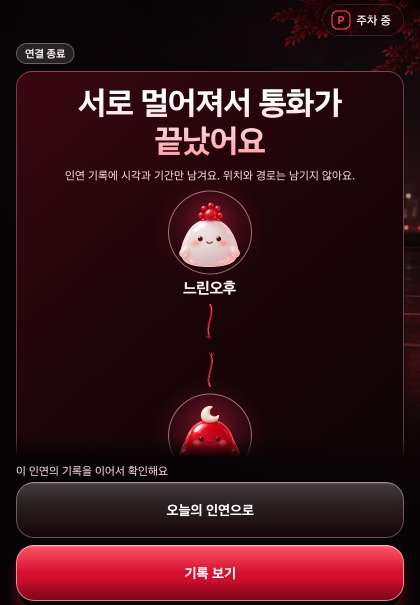 P 주차 중
연결 종료
서로 멀어져서 통화가
끝났어요
인연 기록에 시각과 기간만 남겨요. 위치와 경로는 남기지 않아요.
느린오후
이 인연의 기록을 이어서 확인해요
오늘의 인연으로
기록 보기